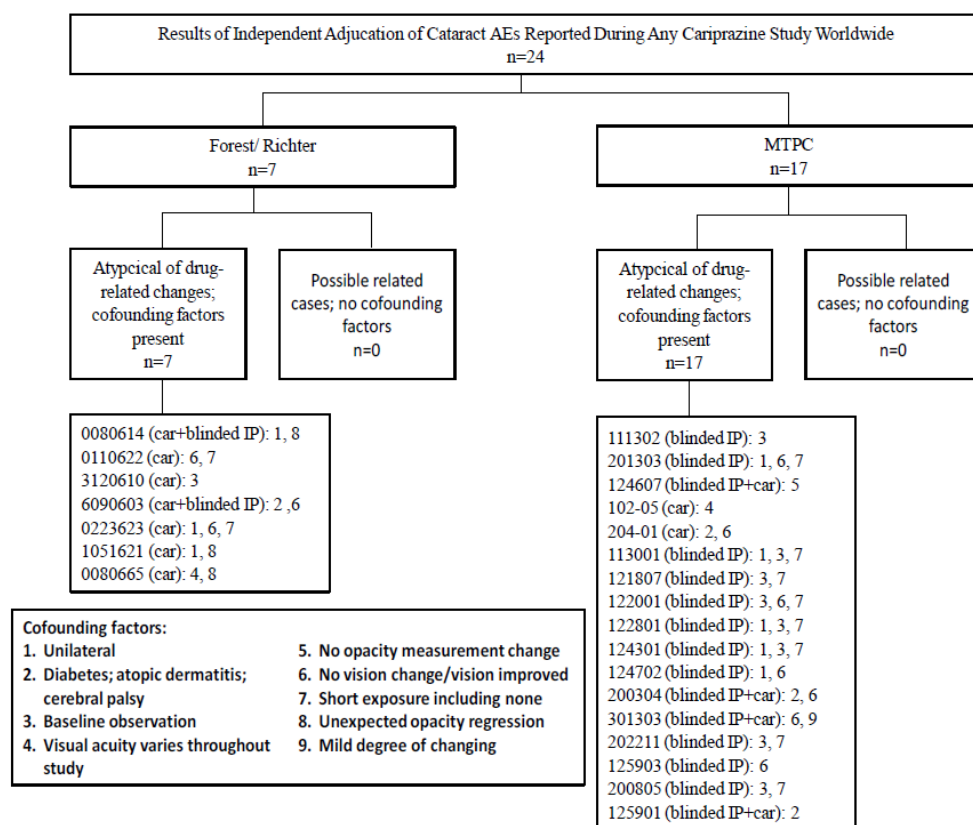 Results of Independent Adjucation of Cataract AEs Reported During Any Cariprazine Study Worldwide
n=24
Forest/ Richter
n=7
MTPC
n=17
Atypcical of drug-
related changes;
cofounding factors
present
n=7
Possible related
cases; no cofounding
factors
n=0
Atypcical of drug-
related changes;
cofounding factors
present
n=17
Possible related
cases; no cofounding
factors
n=0
0080614 (car+blinded IP): 1, 8
0110622 (car): 6, 7
3120610 (car): 3
6090603 (car+blinded IP): 2 ,6
0223623 (car): 1, 6, 7
1051621 (car): 1, 8
0080665 (car): 4, 8
111302 (blinded IP): 3
201303 (blinded IP): 1, 6, 7
124607 (blinded IP+car): 5
102-05 (car): 4
204-01 (car): 2, 6
113001 (blinded IP): 1, 3, 7
121807 (blinded IP): 3, 7
122001 (blinded IP): 3, 6, 7
122801 (blinded IP): 1, 3, 7
124301 (blinded IP): 1, 3, 7
124702 (blinded IP): 1, 6
200304 (blinded IP+car): 2, 6
301303 (blinded IP+car): 6, 9
202211 (blinded IP): 3, 7
125903 (blinded IP): 6
200805 (blinded IP): 3, 7
125901 (blinded IP+car): 2
Cofounding factors:
1. Unilateral
2. Diabetes; atopic dermatitis;
cerebral palsy
3. Baseline observation
4. Visual acuity varies throughout
study
5. No opacity measurement change
6. No vision change/vision improved
7. Short exposure including none
8. Unexpected opacity regression
9. Mild degree of changing